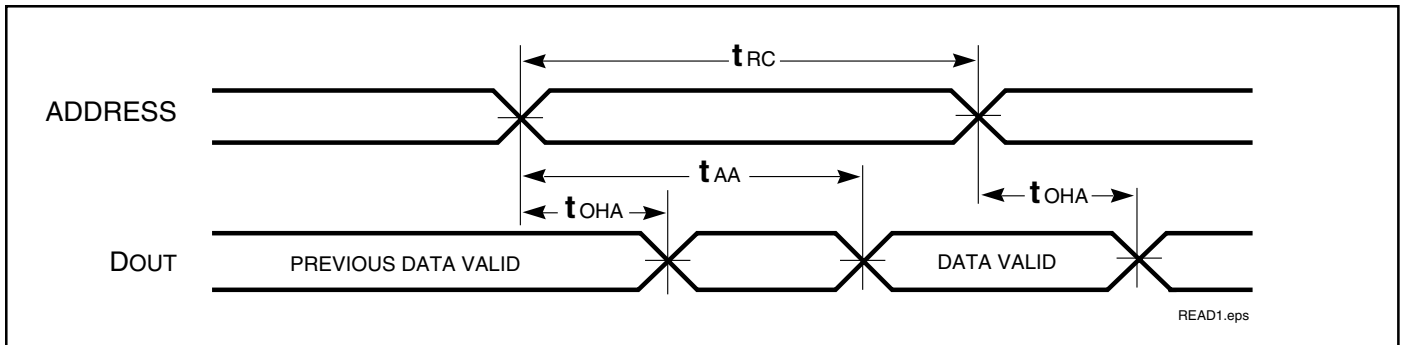 tRC
ADDRESS
tAA
tOHA
tOHA
DOUT
PREVIOUS DATA VALID
DATA VALID
READ1.eps